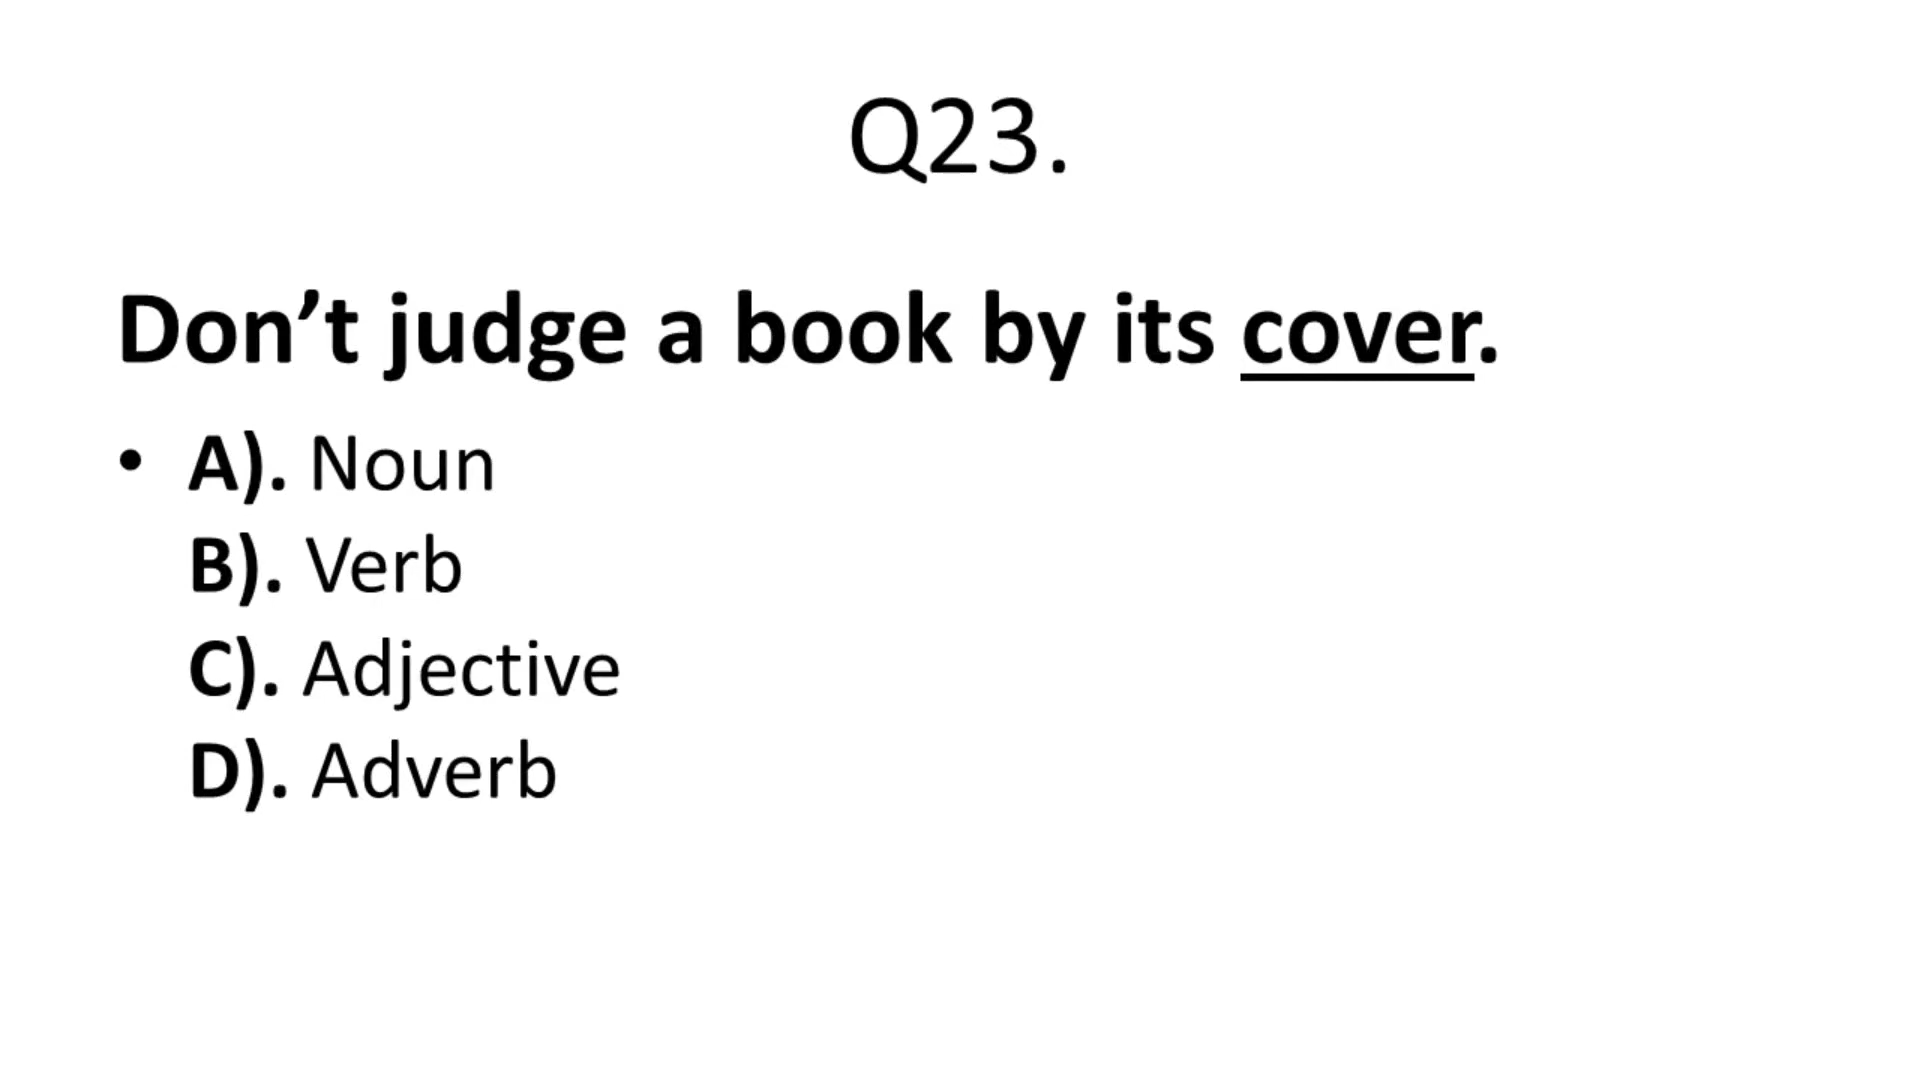 Q23.
Don’t judge a book by its cover.
• A). Noun
B). Verb
C). Adjective
D). Adverb